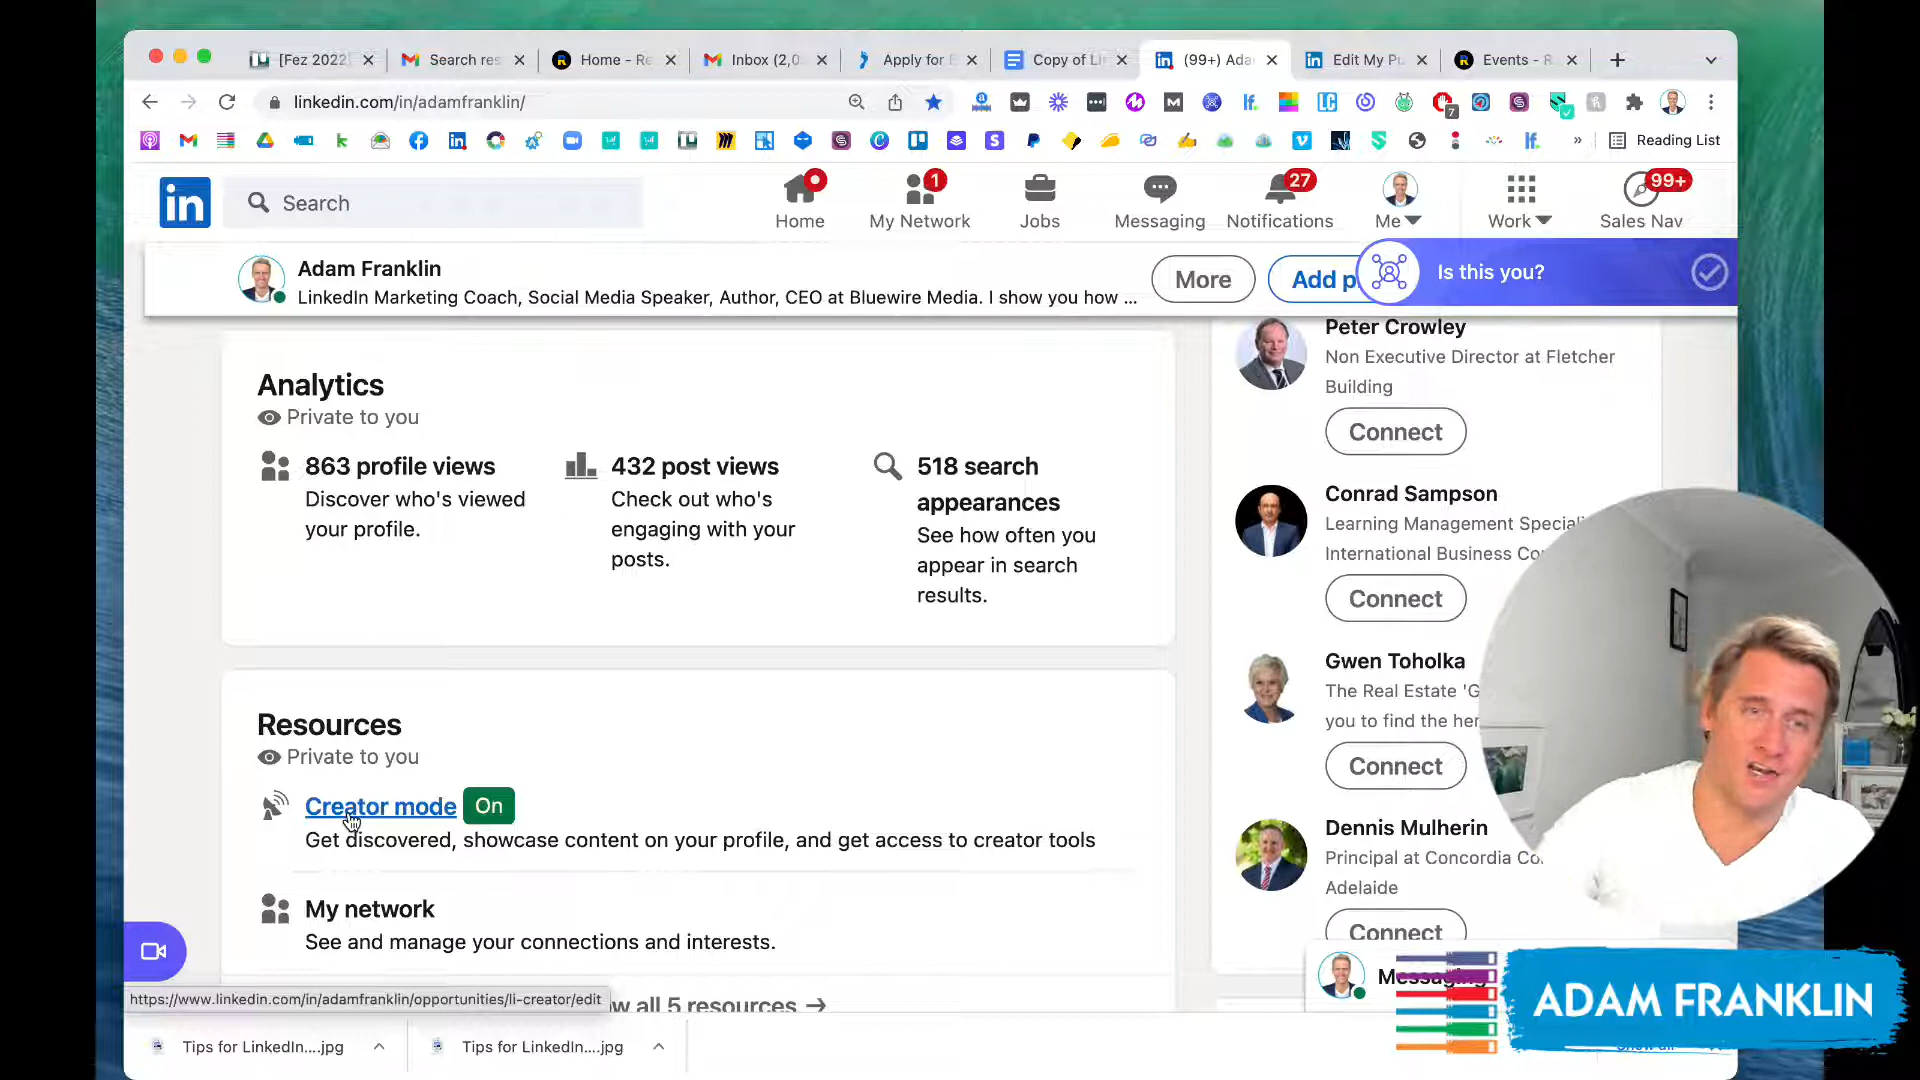 [Fez 2022]
Search res
Home - Re
Inbox (2,0
Apply for E
Copy of Li
(99+) Ada
Edit My Pu
Events - R
linkedin.com/in/adamfranklin/
7
Reading List
in
Search
Home
1
My Network
Jobs
Messaging
27
Notifications
Me
Work
99+
Sales Nav
Adam Franklin
LinkedIn Marketing Coach, Social Media Speaker, Author, CEO at Bluewire Media. I show you how ...
More
Add p
Is this you?
Analytics
Private to you
863 profile views
Discover who's viewed
your profile.
432 post views
Check out who's
engaging with your
posts.
518 search
appearances
See how often you
appear in search
results.
Resources
Private to you
Creator mode On
Get discovered, showcase content on your profile, and get access to creator tools
My network
See and manage your connections and interests.
w all 5 resources →
Peter Crowley
Non Executive Director at Fletcher
Building
Connect
Conrad Sampson
Learning Management Speciali
International Business Co
Connect
Gwen Toholka
The Real Estate 'G
you to find the her
Connect
Dennis Mulherin
Principal at Concordia Co
Adelaide
Connect
Messaging
https://www.linkedin.com/in/adamfranklin/opportunities/li-creator/edit
Tips for LinkedIn....jpg
Tips for LinkedIn....jpg
ADAM FRANKLIN